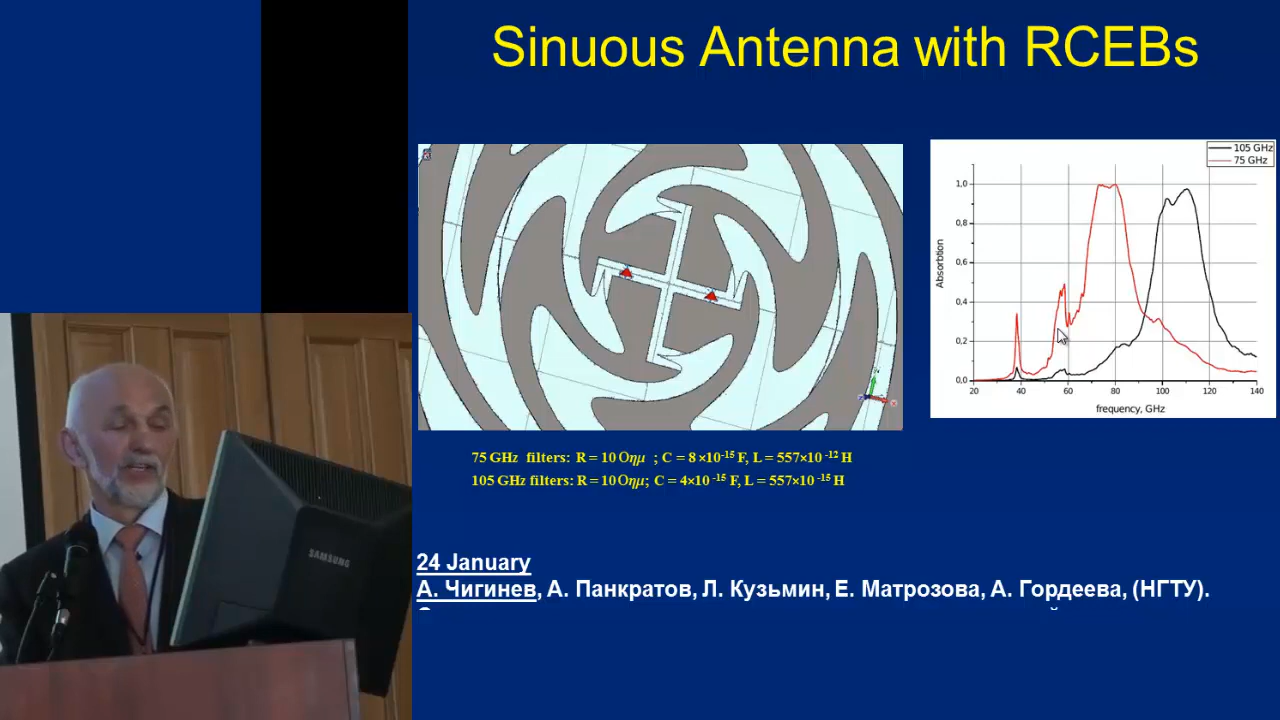 Sinuous Antenna with RCEBs
105 GHz
75 GHz
1,0
0,8
0,6
0,4
0,2
0,0
Absorbtion
20 40 60 80 100 120 140
frequency, GHz
75 GHz filters: R = 10 Οημ ; C = 8 ×10-15 F, L = 557×10 -12 H
105 GHz filters: R = 10Οημ; C = 4×10 -15 F, L = 557×10 -15 H
24 January
А. Чигинев, А. Панкратов, Л. Кузьмин, Е. Матрозова, А. Гордеева, (НГТУ).
SAMSUNG